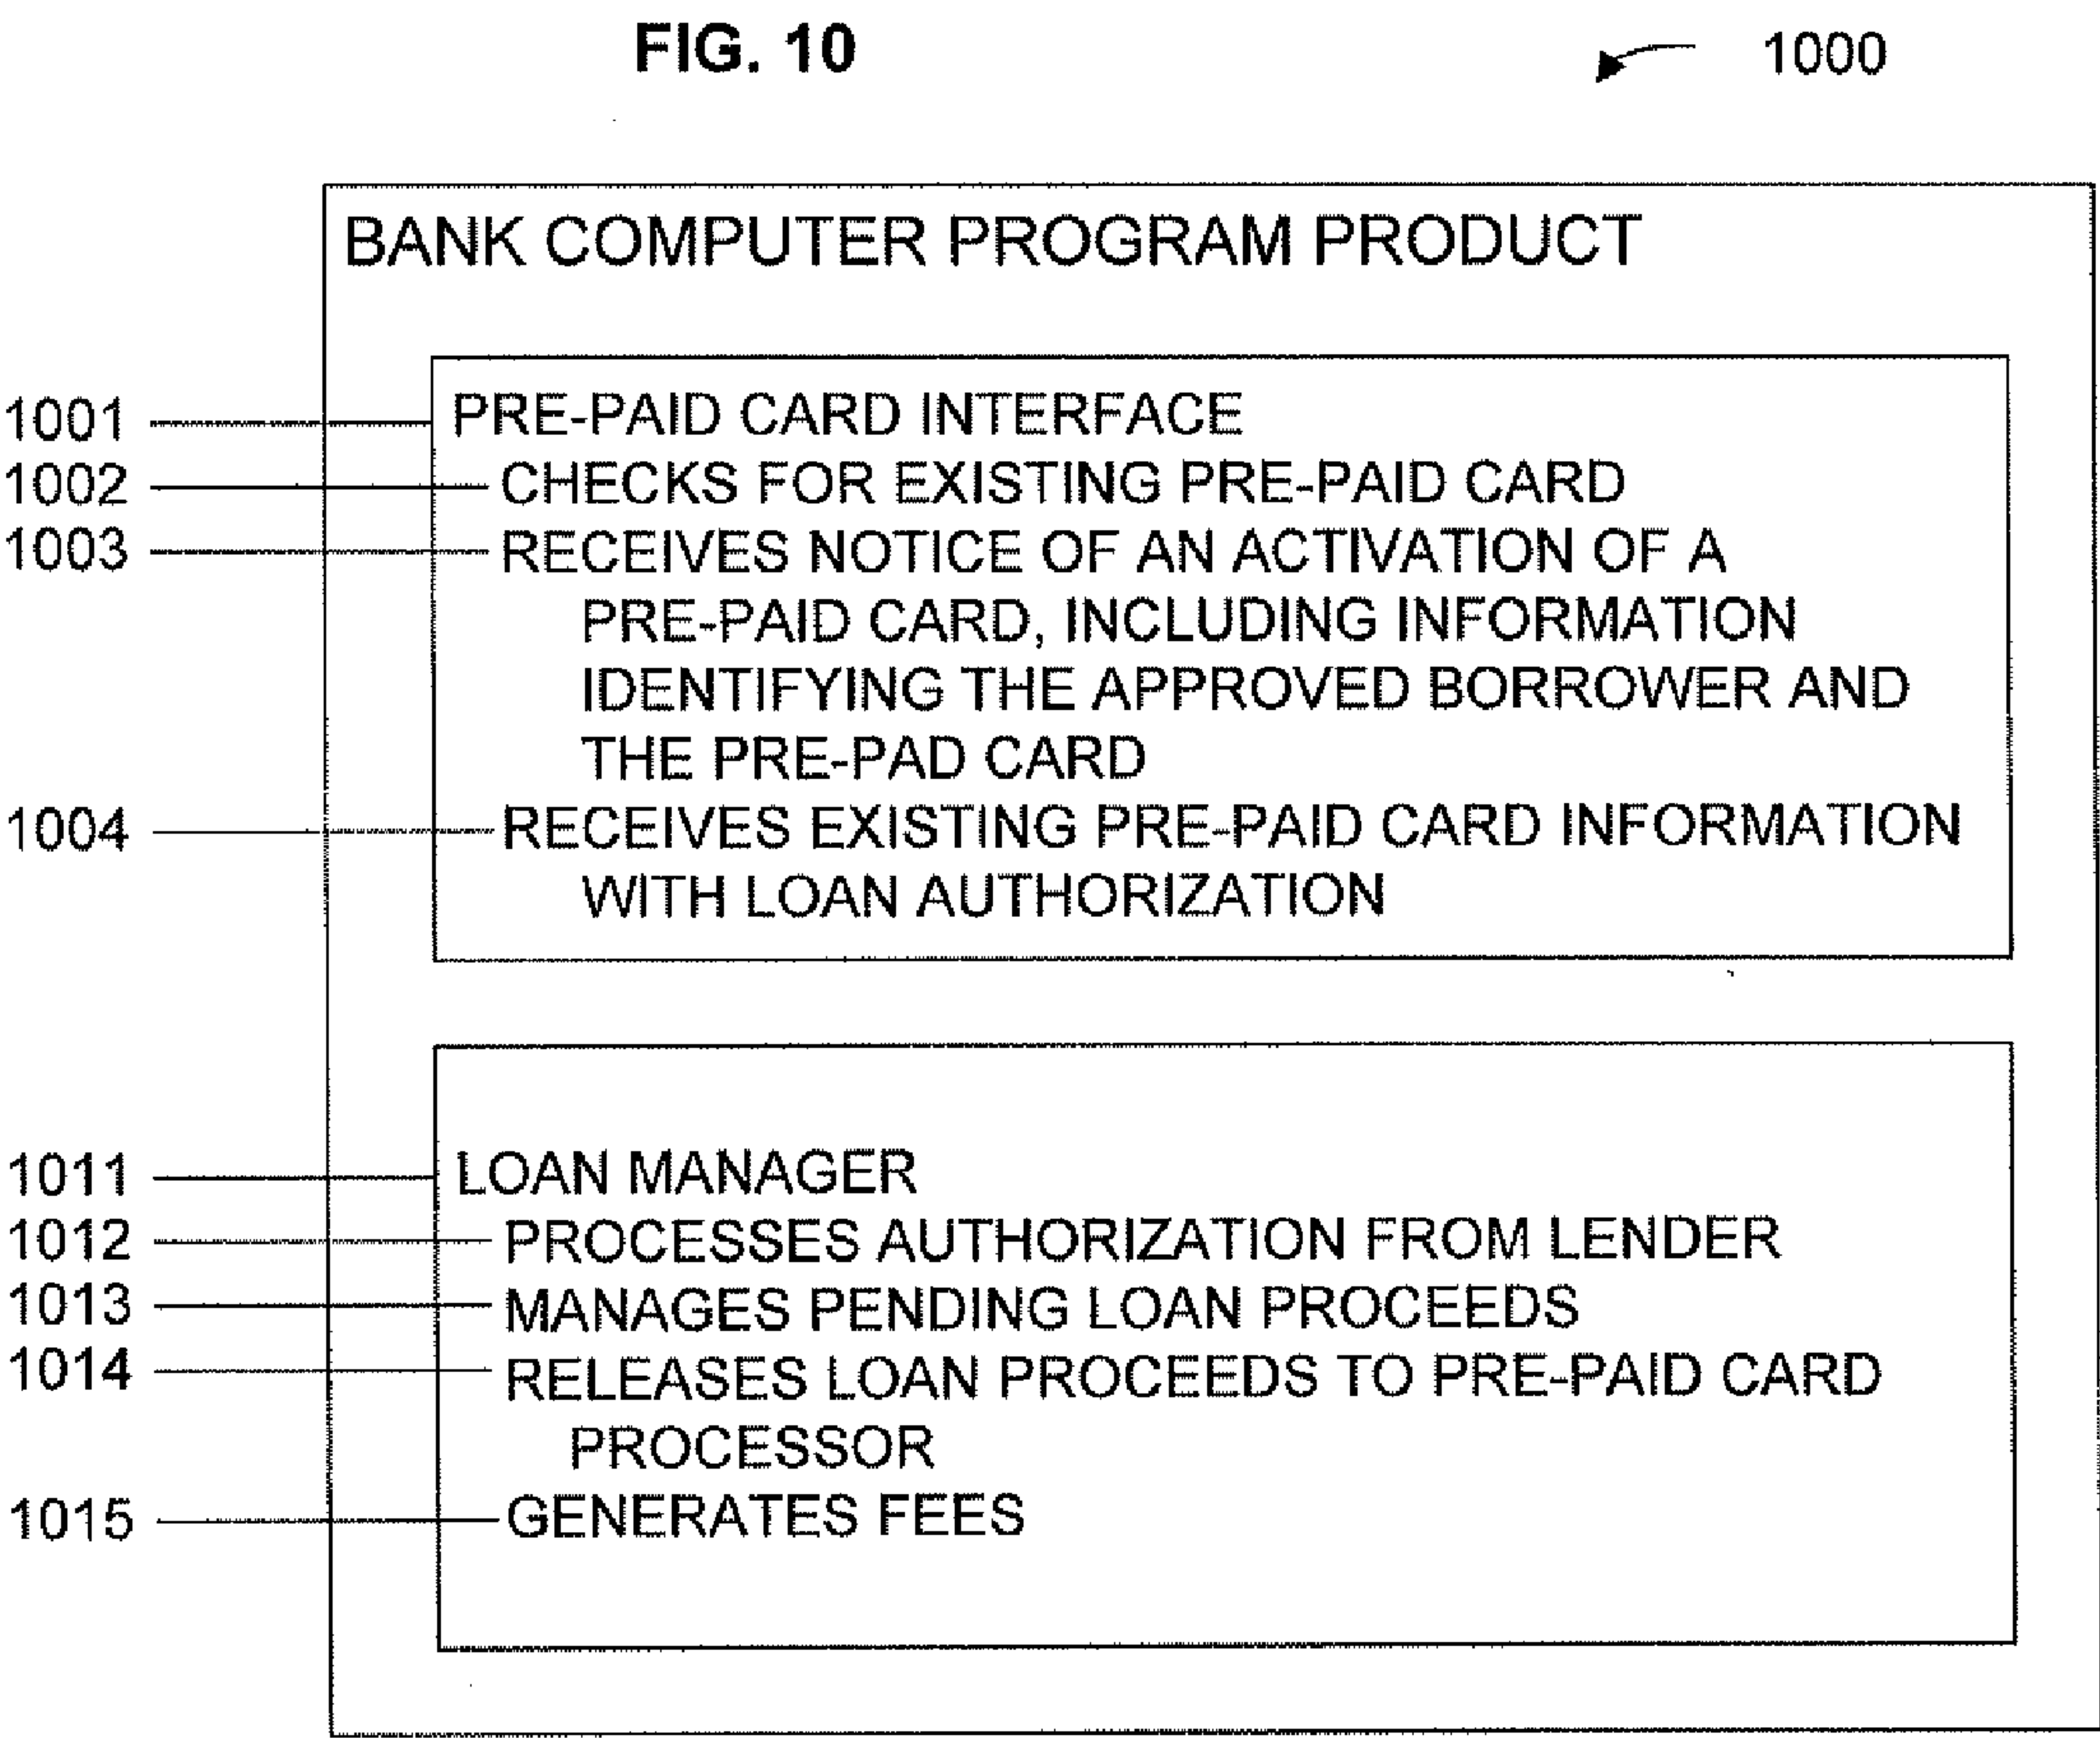 FIG. 10
1000
BANK COMPUTER PROGRAM PRODUCT
1001 PRE-PAID CARD INTERFACE
1002 CHECKS FOR EXISTING PRE-PAID CARD
1003 RECEIVES NOTICE OF AN ACTIVATION OF A
PRE-PAID CARD, INCLUDING INFORMATION
IDENTIFYING THE APPROVED BORROWER AND
THE PRE-PAD CARD
1004 RECEIVES EXISTING PRE-PAID CARD INFORMATION
WITH LOAN AUTHORIZATION
1011 LOAN MANAGER
1012 PROCESSES AUTHORIZATION FROM LENDER
1013 MANAGES PENDING LOAN PROCEEDS
1014 RELEASES LOAN PROCEEDS TO PRE-PAID CARD
PROCESSOR
1015 GENERATES FEES